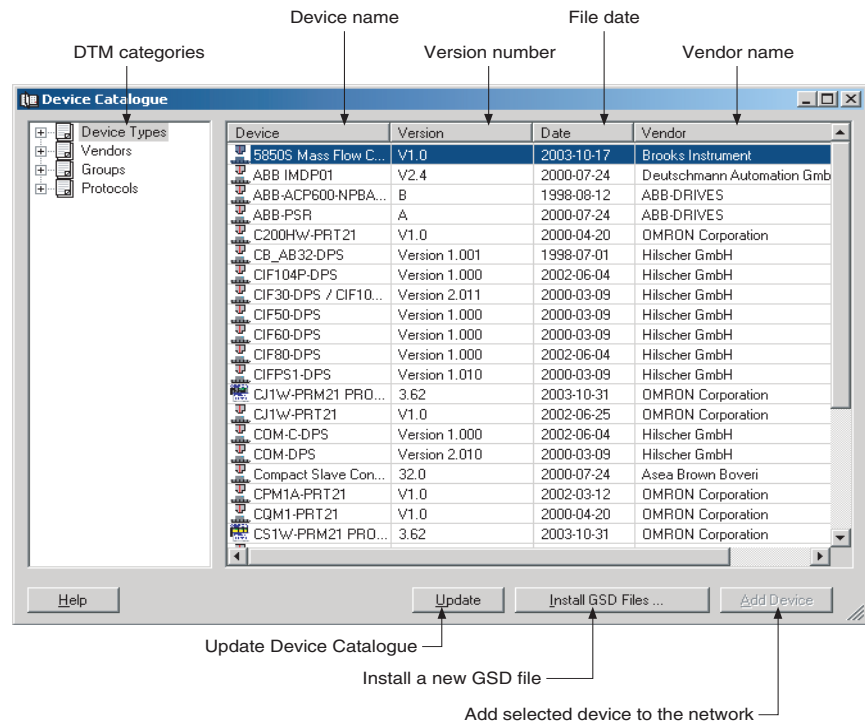 Device name
File date
DTM categories
Version number
Vendor name
Device Catalogue
Device Types
Vendors
Groups
Protocols
Device Version Date Vendor
5850S Mass Flow C... V1.0 2003-10-17 Brooks Instrument
ABB IMDP01 V2.4 2000-07-24 Deutschmann Automation Gmb
ABB-ACP600-NPBA... B 1998-08-12 ABB-DRIVES
ABB-PSR A 2000-07-24 ABB-DRIVES
C200HW-PRT21 V1.0 2000-04-20 OMRON Corporation
CB_AB32-DPS Version 1.001 1998-07-01 Hilscher GmbH
CIF104P-DPS Version 1.000 2002-06-04 Hilscher GmbH
CIF30-DPS / CIF10... Version 2.011 2000-03-09 Hilscher GmbH
CIF50-DPS Version 1.000 2000-03-09 Hilscher GmbH
CIF60-DPS Version 1.000 2000-03-09 Hilscher GmbH
CIF80-DPS Version 1.000 2002-06-04 Hilscher GmbH
CIFPS1-DPS Version 1.010 2000-03-09 Hilscher GmbH
CJ1W-PRM21 PRO... 3.62 2003-10-31 OMRON Corporation
CJ1W-PRT21 V1.0 2002-06-25 OMRON Corporation
COM-C-DPS Version 1.000 2002-06-04 Hilscher GmbH
COM-DPS Version 2.010 2000-03-09 Hilscher GmbH
Compact Slave Con... 32.0 2000-07-24 Asea Brown Boveri
CPM1A-PRT21 V1.0 2002-03-12 OMRON Corporation
CQM1-PRT21 V1.0 2000-04-20 OMRON Corporation
CS1W-PRM21 PRO... 3.62 2003-10-31 OMRON Corporation
Help
Update
Install GSD Files ...
Add Device
Update Device Catalogue
Install a new GSD file
Add selected device to the network